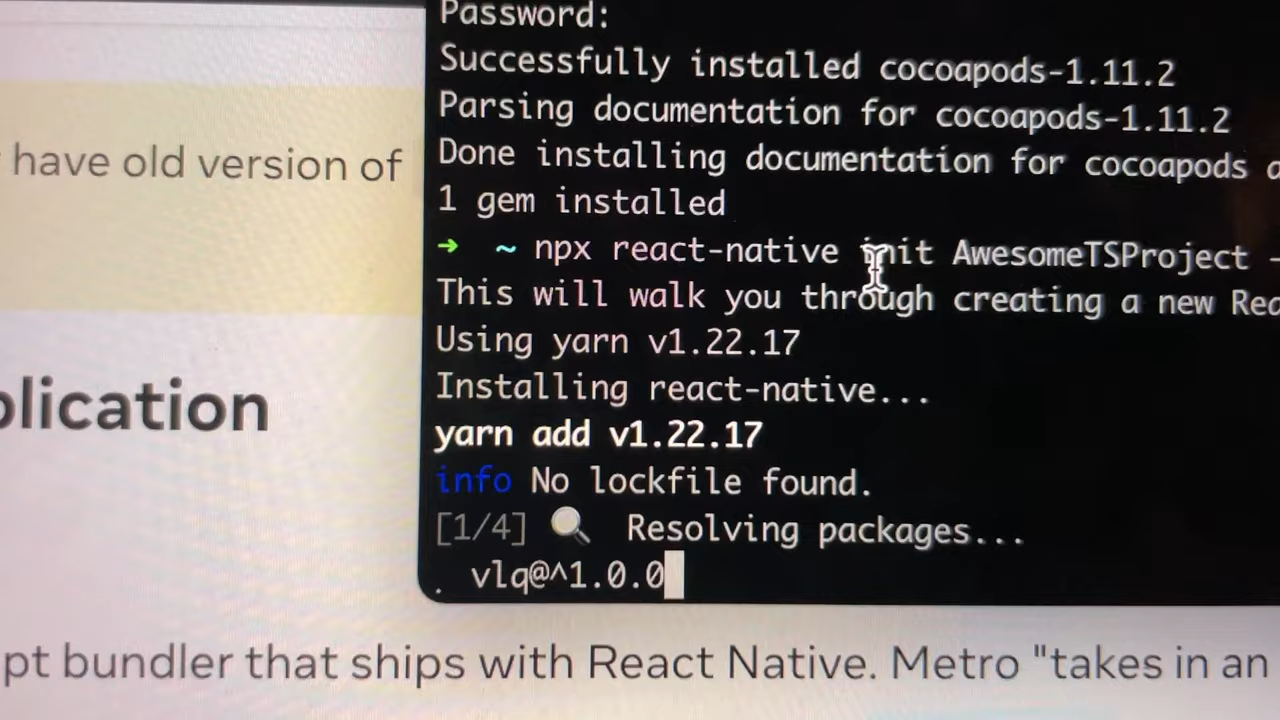 Password:
Successfully installed cocoapods-1.11.2
Parsing documentation for cocoapods-1.11.2
have old version of
Done installing documentation for cocoapods
1 gem installed
➜ ~ npx react-native init AwesomeTSProject -
This will walk you through creating a new
Using yarn v1.22.17
Installing react-native...
plication
yarn add v1.22.17
info No lockfile found.
[1/4] 🔍 Resolving packages...
. vlq@^1.0.0
pt bundler that ships with React Native. Metro "takes in an